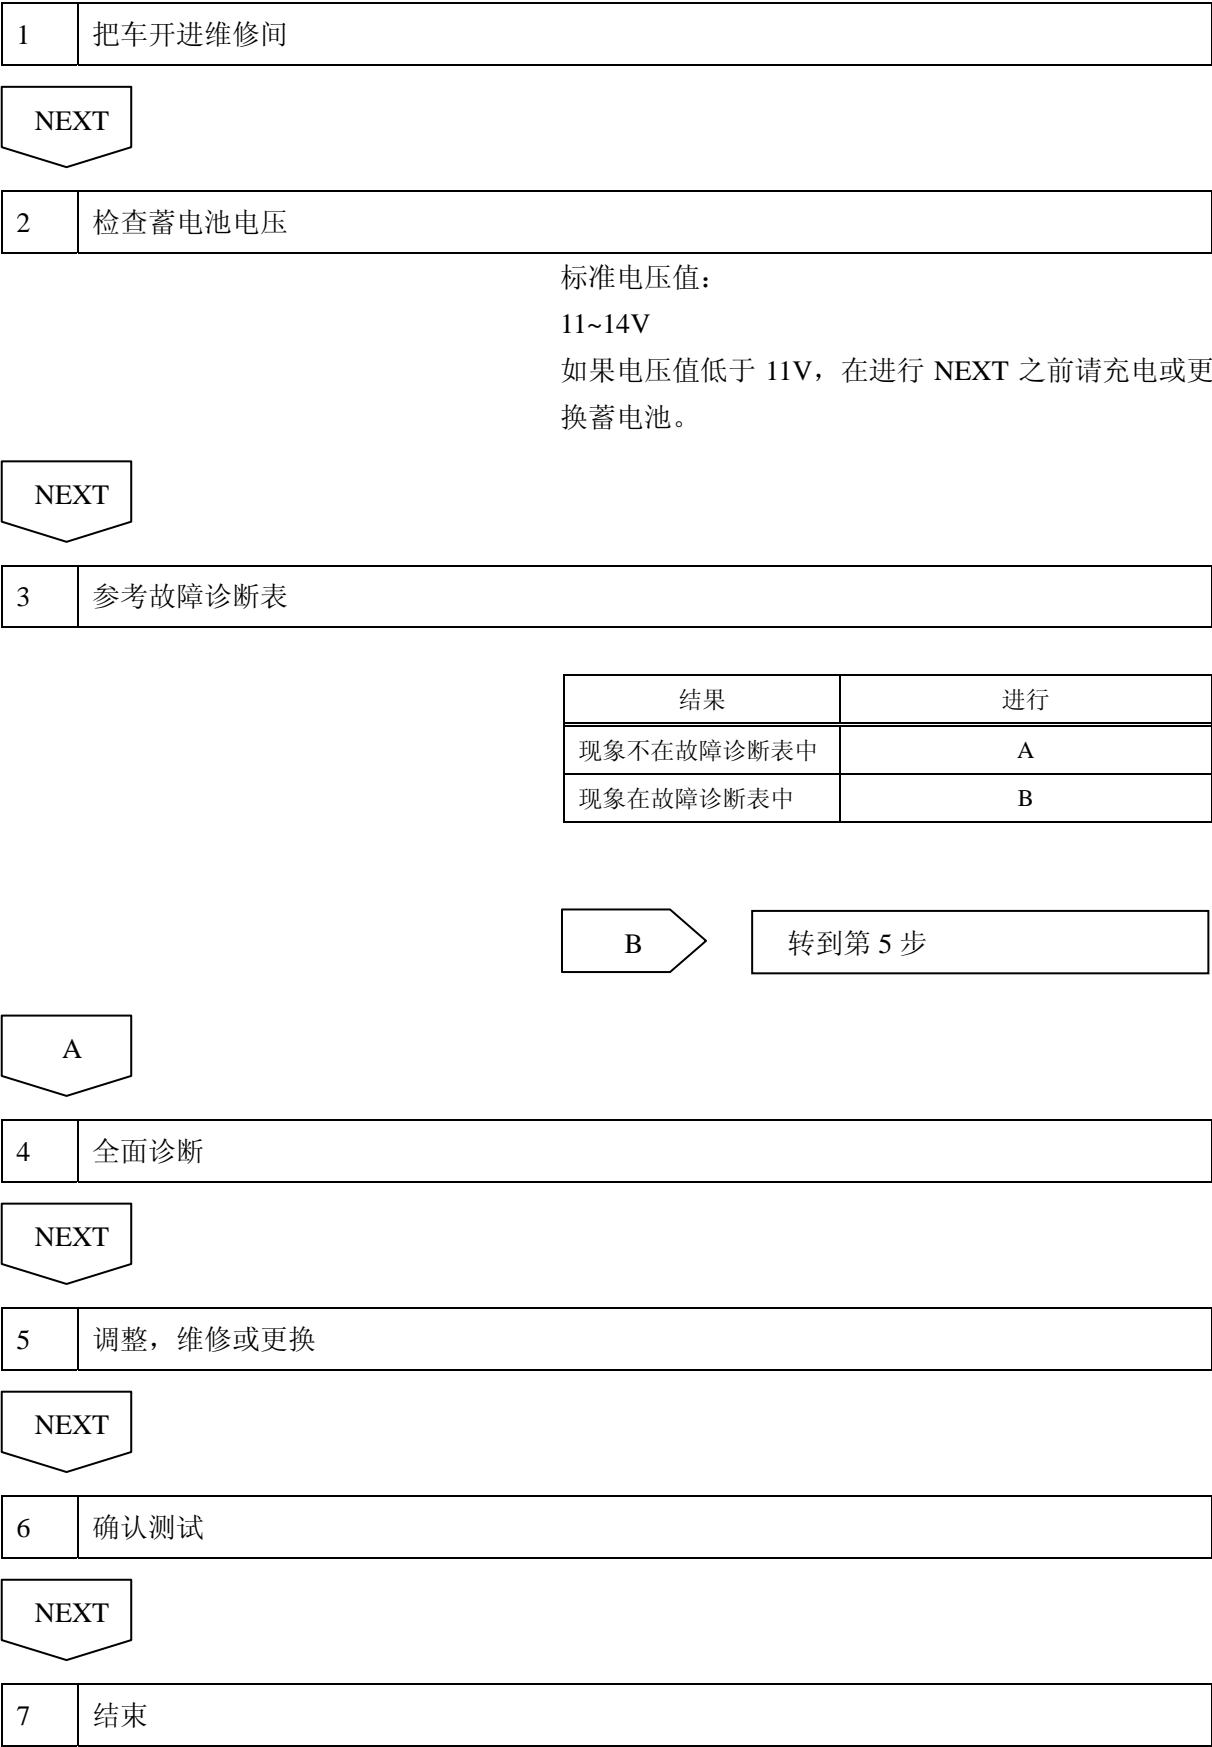 1 把车开进维修间
NEXT
2 检查蓄电池电压
标准电压值：
11~14V
如果电压值低于 11V，在进行 NEXT 之前请充电或更
换蓄电池。
NEXT
3 参考故障诊断表
结果 进行
现象不在故障诊断表中 A
现象在故障诊断表中 B
B 转到第 5 步
A
4 全面诊断
NEXT
5 调整，维修或更换
NEXT
6 确认测试
NEXT
7 结束